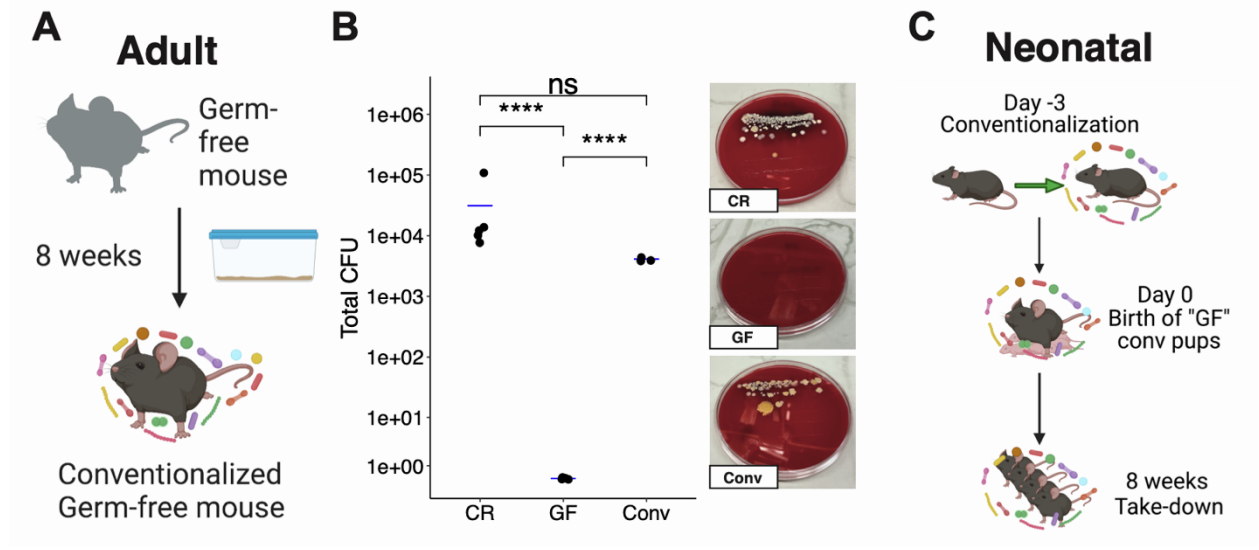 A
Adult
Germ-
free
mouse
8 weeks
Conventionalized
Germ-free mouse
B
Total CFU
1e+06
1e+05
1e+04
1e+03
1e+02
1e+01
1e+00
ns
****
****
CR
GF
Conv
CR
GF
Conv
C
Neonatal
Day -3
Conventionalization
Day 0
Birth of "GF"
conv pups
8 weeks
Take-down